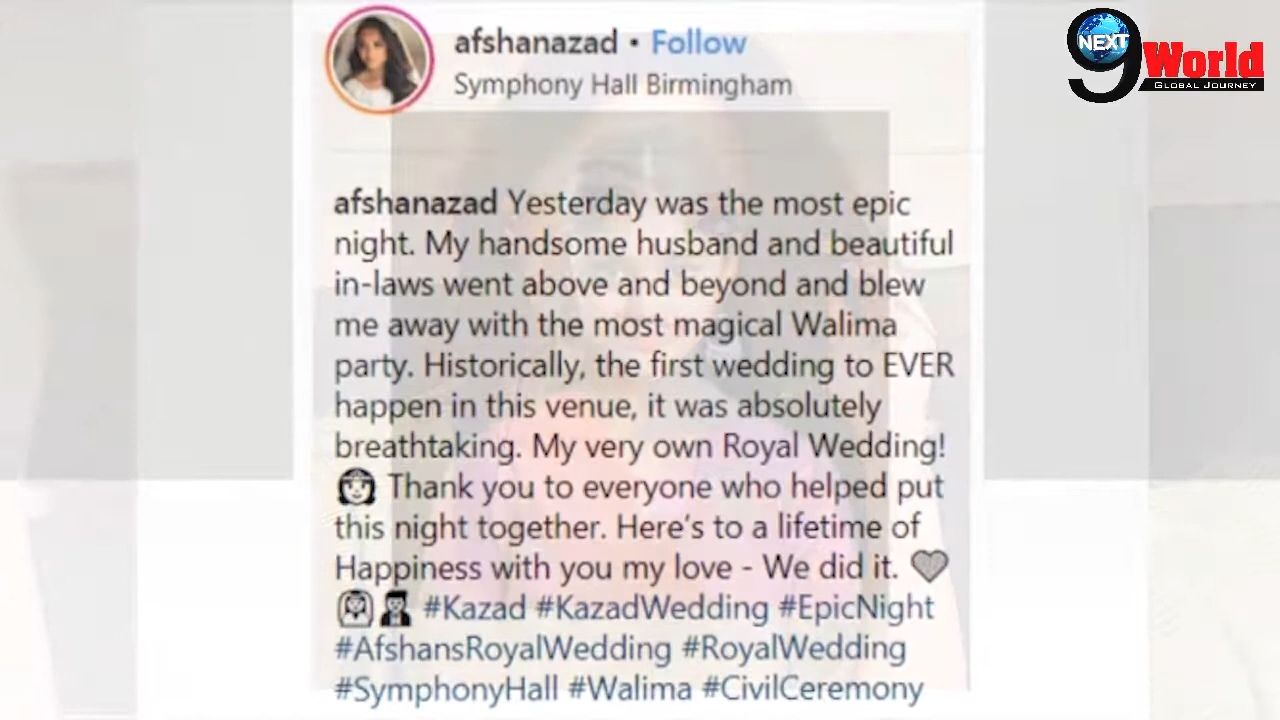 afshanazad • Follow
Symphony Hall Birmingham
NEXT
9 World
GLOBAL JOURNEY
afshanazad Yesterday was the most epic
night. My handsome husband and beautiful
in-laws went above and beyond and blew
me away with the most magical Walima
party. Historically, the first wedding to EVER
happen in this venue, it was absolutely
breathtaking. My very own Royal Wedding!
👸 Thank you to everyone who helped put
this night together. Here's to a lifetime of
Happiness with you my love - We did it. 🤍
👰🤵 #Kazad #KazadWedding #EpicNight
#AfshansRoyalWedding #RoyalWedding
#SymphonyHall #Walima #CivilCeremony